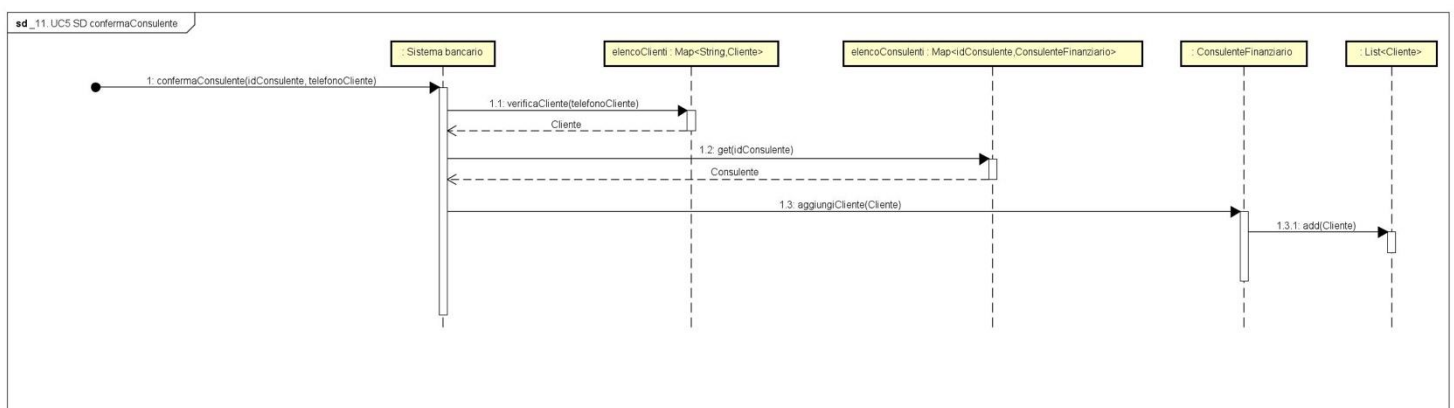 sd _11. UC5 SD confermaConsulente
: Sistema bancario
elencoClienti : Map<String,Cliente>
elencoConsulenti : Map<idConsulente,ConsulenteFinanziario>
: ConsulenteFinanziario
: List<Cliente>
1: confermaConsulente(idConsulente, telefonoCliente)
1.1: verificaCliente(telefonoCliente)
Cliente
1.2: get(idConsulente)
Consulente
1.3: aggiungiCliente(Cliente)
1.3.1: add(Cliente)